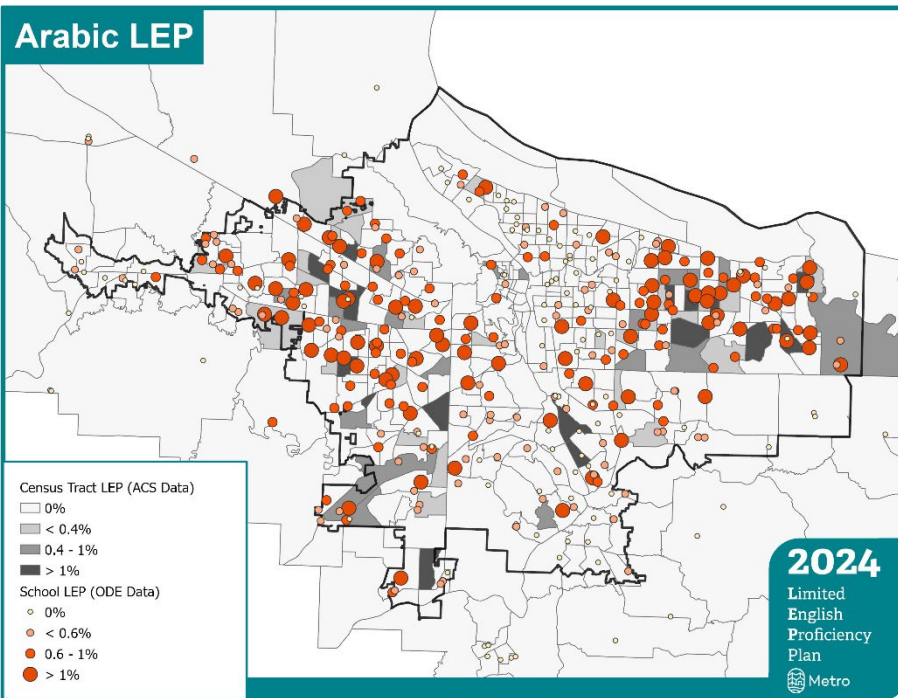 Arabic LEP
Census Tract LEP (ACS Data)
0%
< 0.4%
0.4 - 1%
> 1%
School LEP (ODE Data)
0%
< 0.6%
0.6 - 1%
> 1%
2024
Limited
English
Proficiency
Plan
Metro